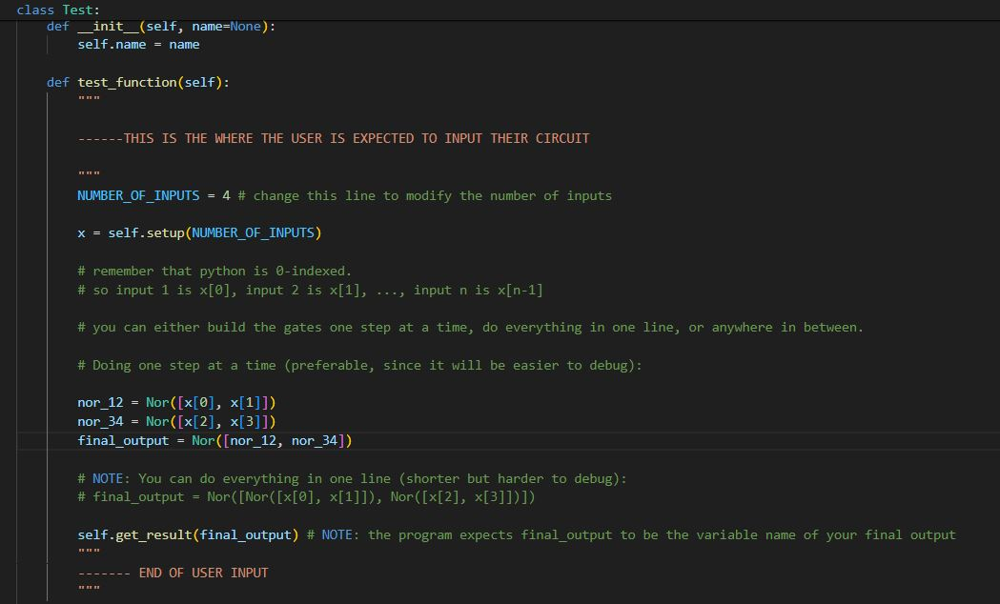 class Test:
def __init__(self, name=None):
self.name = name
def test_function(self):
"""
------THIS IS THE WHERE THE USER IS EXPECTED TO INPUT THEIR CIRCUIT
"""
NUMBER_OF_INPUTS = 4 # change this line to modify the number of inputs
x = self.setup(NUMBER_OF_INPUTS)
# remember that python is 0-indexed.
# so input 1 is x[0], input 2 is x[1], ..., input n is x[n-1]
# you can either build the gates one step at a time, do everything in one line, or anywhere in between.
# Doing one step at a time (preferable, since it will be easier to debug):
nor_12 = Nor([x[0], x[1]])
nor_34 = Nor([x[2], x[3]])
final_output = Nor([nor_12, nor_34])
# NOTE: You can do everything in one line (shorter but harder to debug):
# final_output = Nor([Nor([x[0], x[1]]), Nor([x[2], x[3]])])
self.get_result(final_output) # NOTE: the program expects final_output to be the variable name of your final output
"""
------- END OF USER INPUT
"""